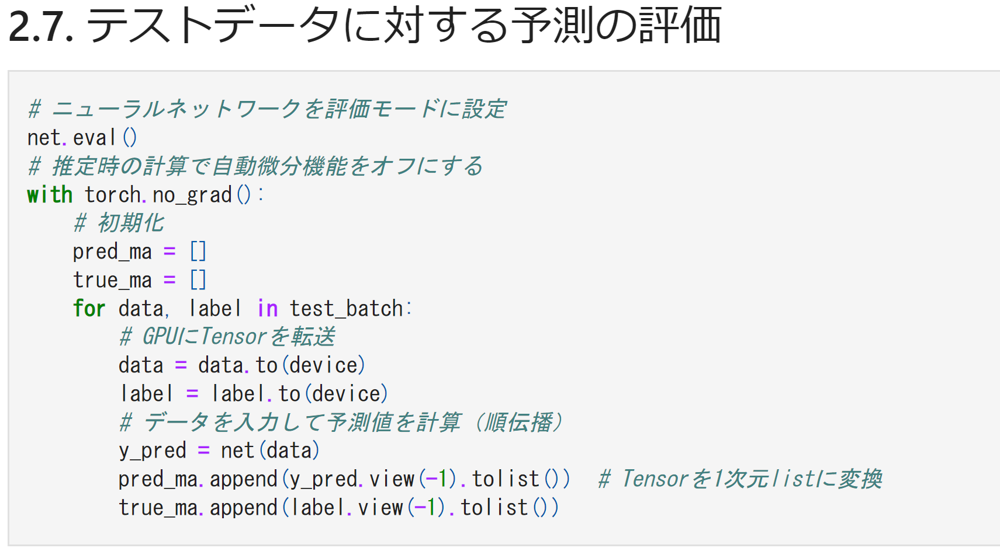 2.7. テストデータに対する予測の評価
# ニューラルネットワークを評価モードに設定
net.eval()
# 推定時の計算で自動微分機能をオフにする
with torch.no_grad():
    # 初期化
    pred_ma = []
    true_ma = []
    for data, label in test_batch:
        # GPUにTensorを転送
        data = data.to(device)
        label = label.to(device)
        # データを入力して予測値を計算（順伝播）
        y_pred = net(data)
        pred_ma.append(y_pred.view(-1).tolist())  # Tensorを1次元listに変換
        true_ma.append(label.view(-1).tolist())